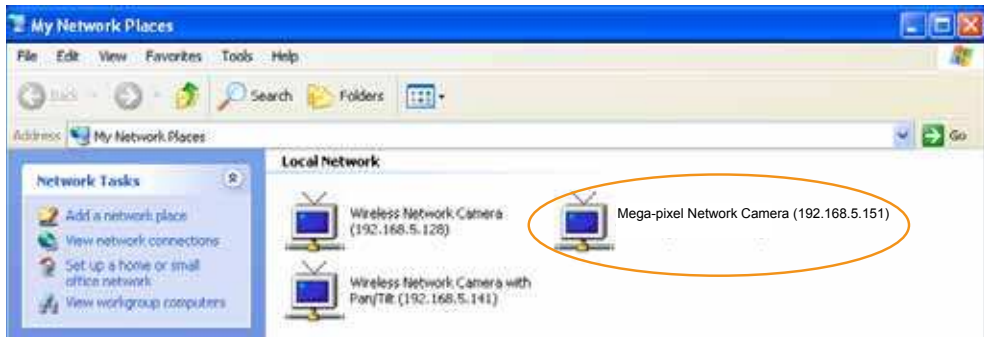 My Network Places
File Edit View Favorites Tools Help
Back Search Folders
Address My Network Places Go
Local Network
Network Tasks
Add a network place
View network connections
Set up a home or small
office network
View workgroup computers
Wireless Network Camera
(192.168.5.128)
Mega-pixel Network Camera (192.168.5.151)
Wireless Network Camera with
Pan/Tilt (192.168.5.141)